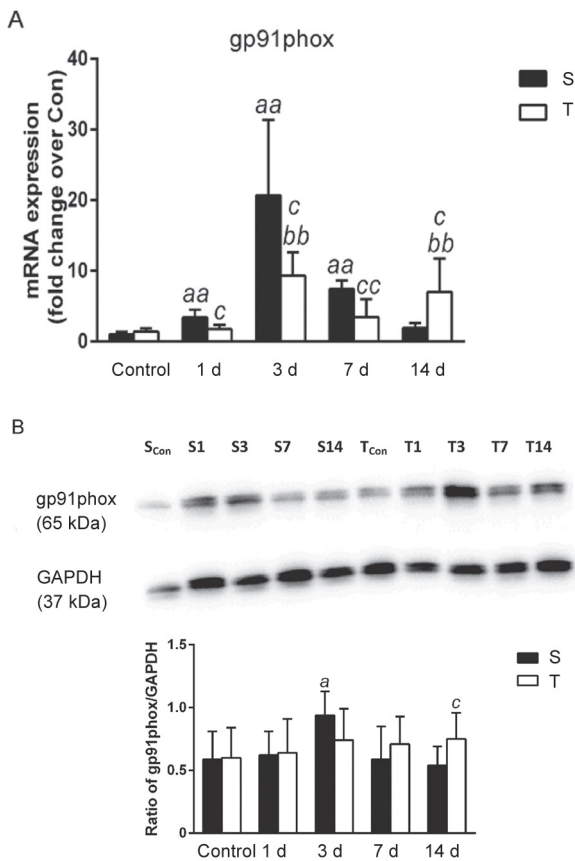 A
gp91phox
mRNA expression
(fold change over Con)
40
30
20
10
0
aa
c
aa
c
bb
aa
cc
c
bb
S
T
Control 1 d 3 d 7 d 14 d
B
SCon S1 S3 S7 S14 TCon T1 T3 T7 T14
gp91phox
(65 kDa)
GAPDH
(37 kDa)
Ratio of gp91phox/GAPDH
1.5
1.0
0.5
0
a
c
S
T
Control 1 d 3 d 7 d 14 d